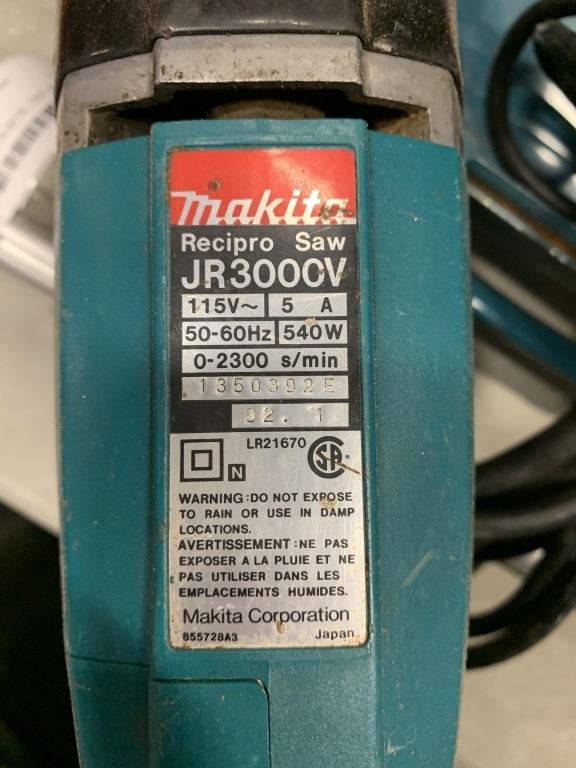 makita
Recipro Saw
JR3000V
115V~ 5 A
50-60Hz 540W
0-2300 s/min
1350392E
92. 1
LR21670
N SA ®
WARNING:DO NOT EXPOSE
TO RAIN OR USE IN DAMP
LOCATIONS.
AVERTISSEMENT:NE PAS
EXPOSER A LA PLUIE ET NE
PAS UTILISER DANS LES
EMPLACEMENTS HUMIDES.
Makita Corporation
855728A3 Japan